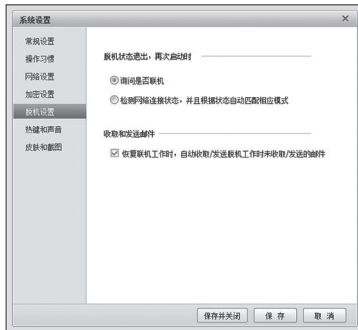 系统设置
常规设置
操作习惯
网络设置
加密设置
脱机设置
热键和声音
皮肤和截图
脱机状态退出，再次启动时
询问是否联机
检测网络连接状态，并且根据状态自动匹配相应模式
收取和发送邮件
恢复联机工作时，自动收取/发送脱机工作时未收取/发送的邮件
保存并关闭
保 存
取 消